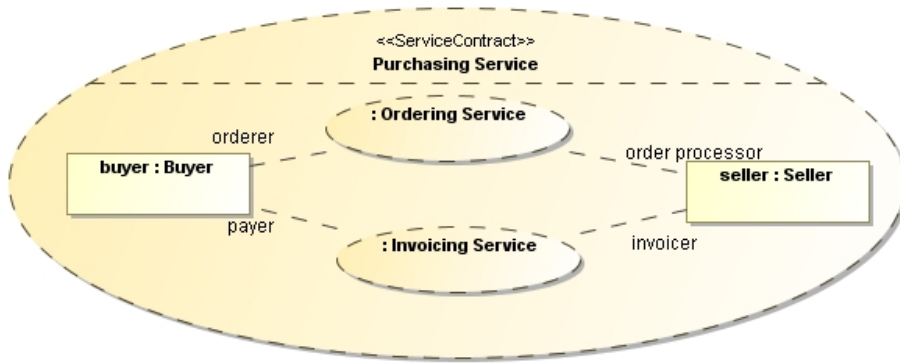 <<ServiceContract>>
Purchasing Service
: Ordering Service
orderer
order processor
buyer : Buyer
seller : Seller
payer
: Invoicing Service
invoicer